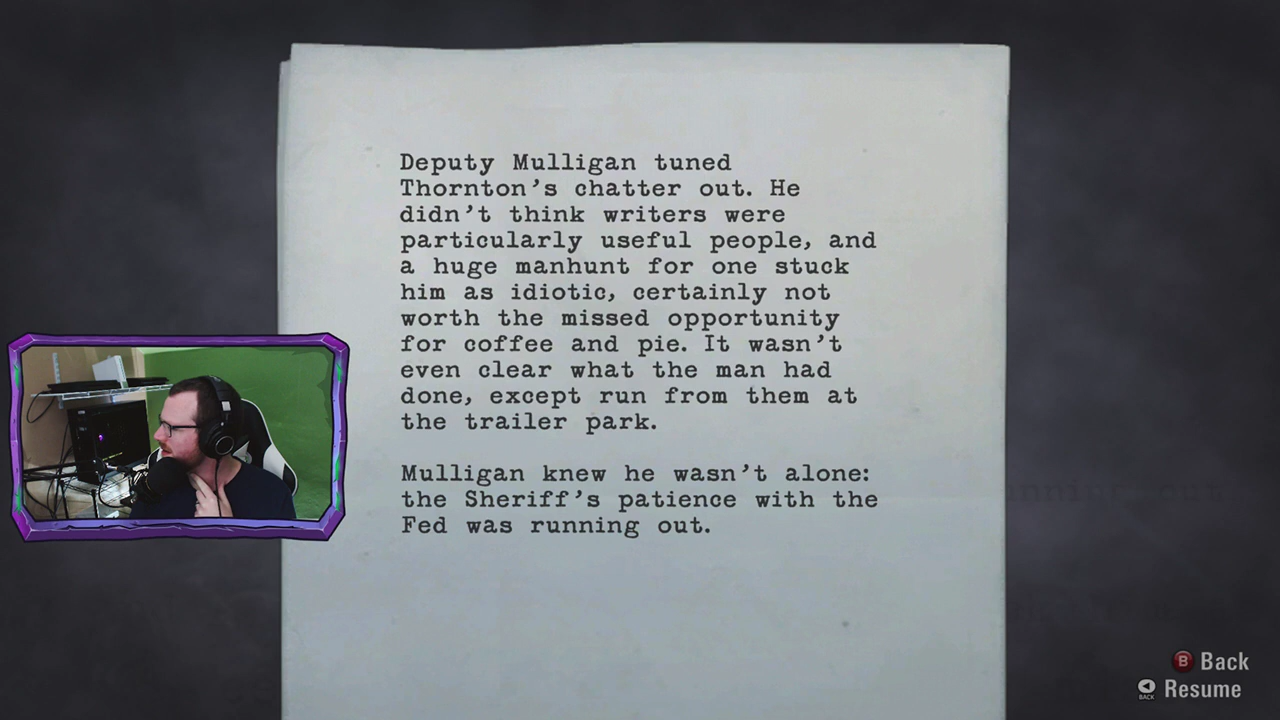 Deputy Mulligan tuned
Thornton's chatter out. He
didn't think writers were
particularly useful people, and
a huge manhunt for one stuck
him as idiotic, certainly not
worth the missed opportunity
for coffee and pie. It wasn't
even clear what the man had
done, except run from them at
the trailer park.
Mulligan knew he wasn't alone:
the Sheriff's patience with the
Fed was running out.
B Back
BACK Resume